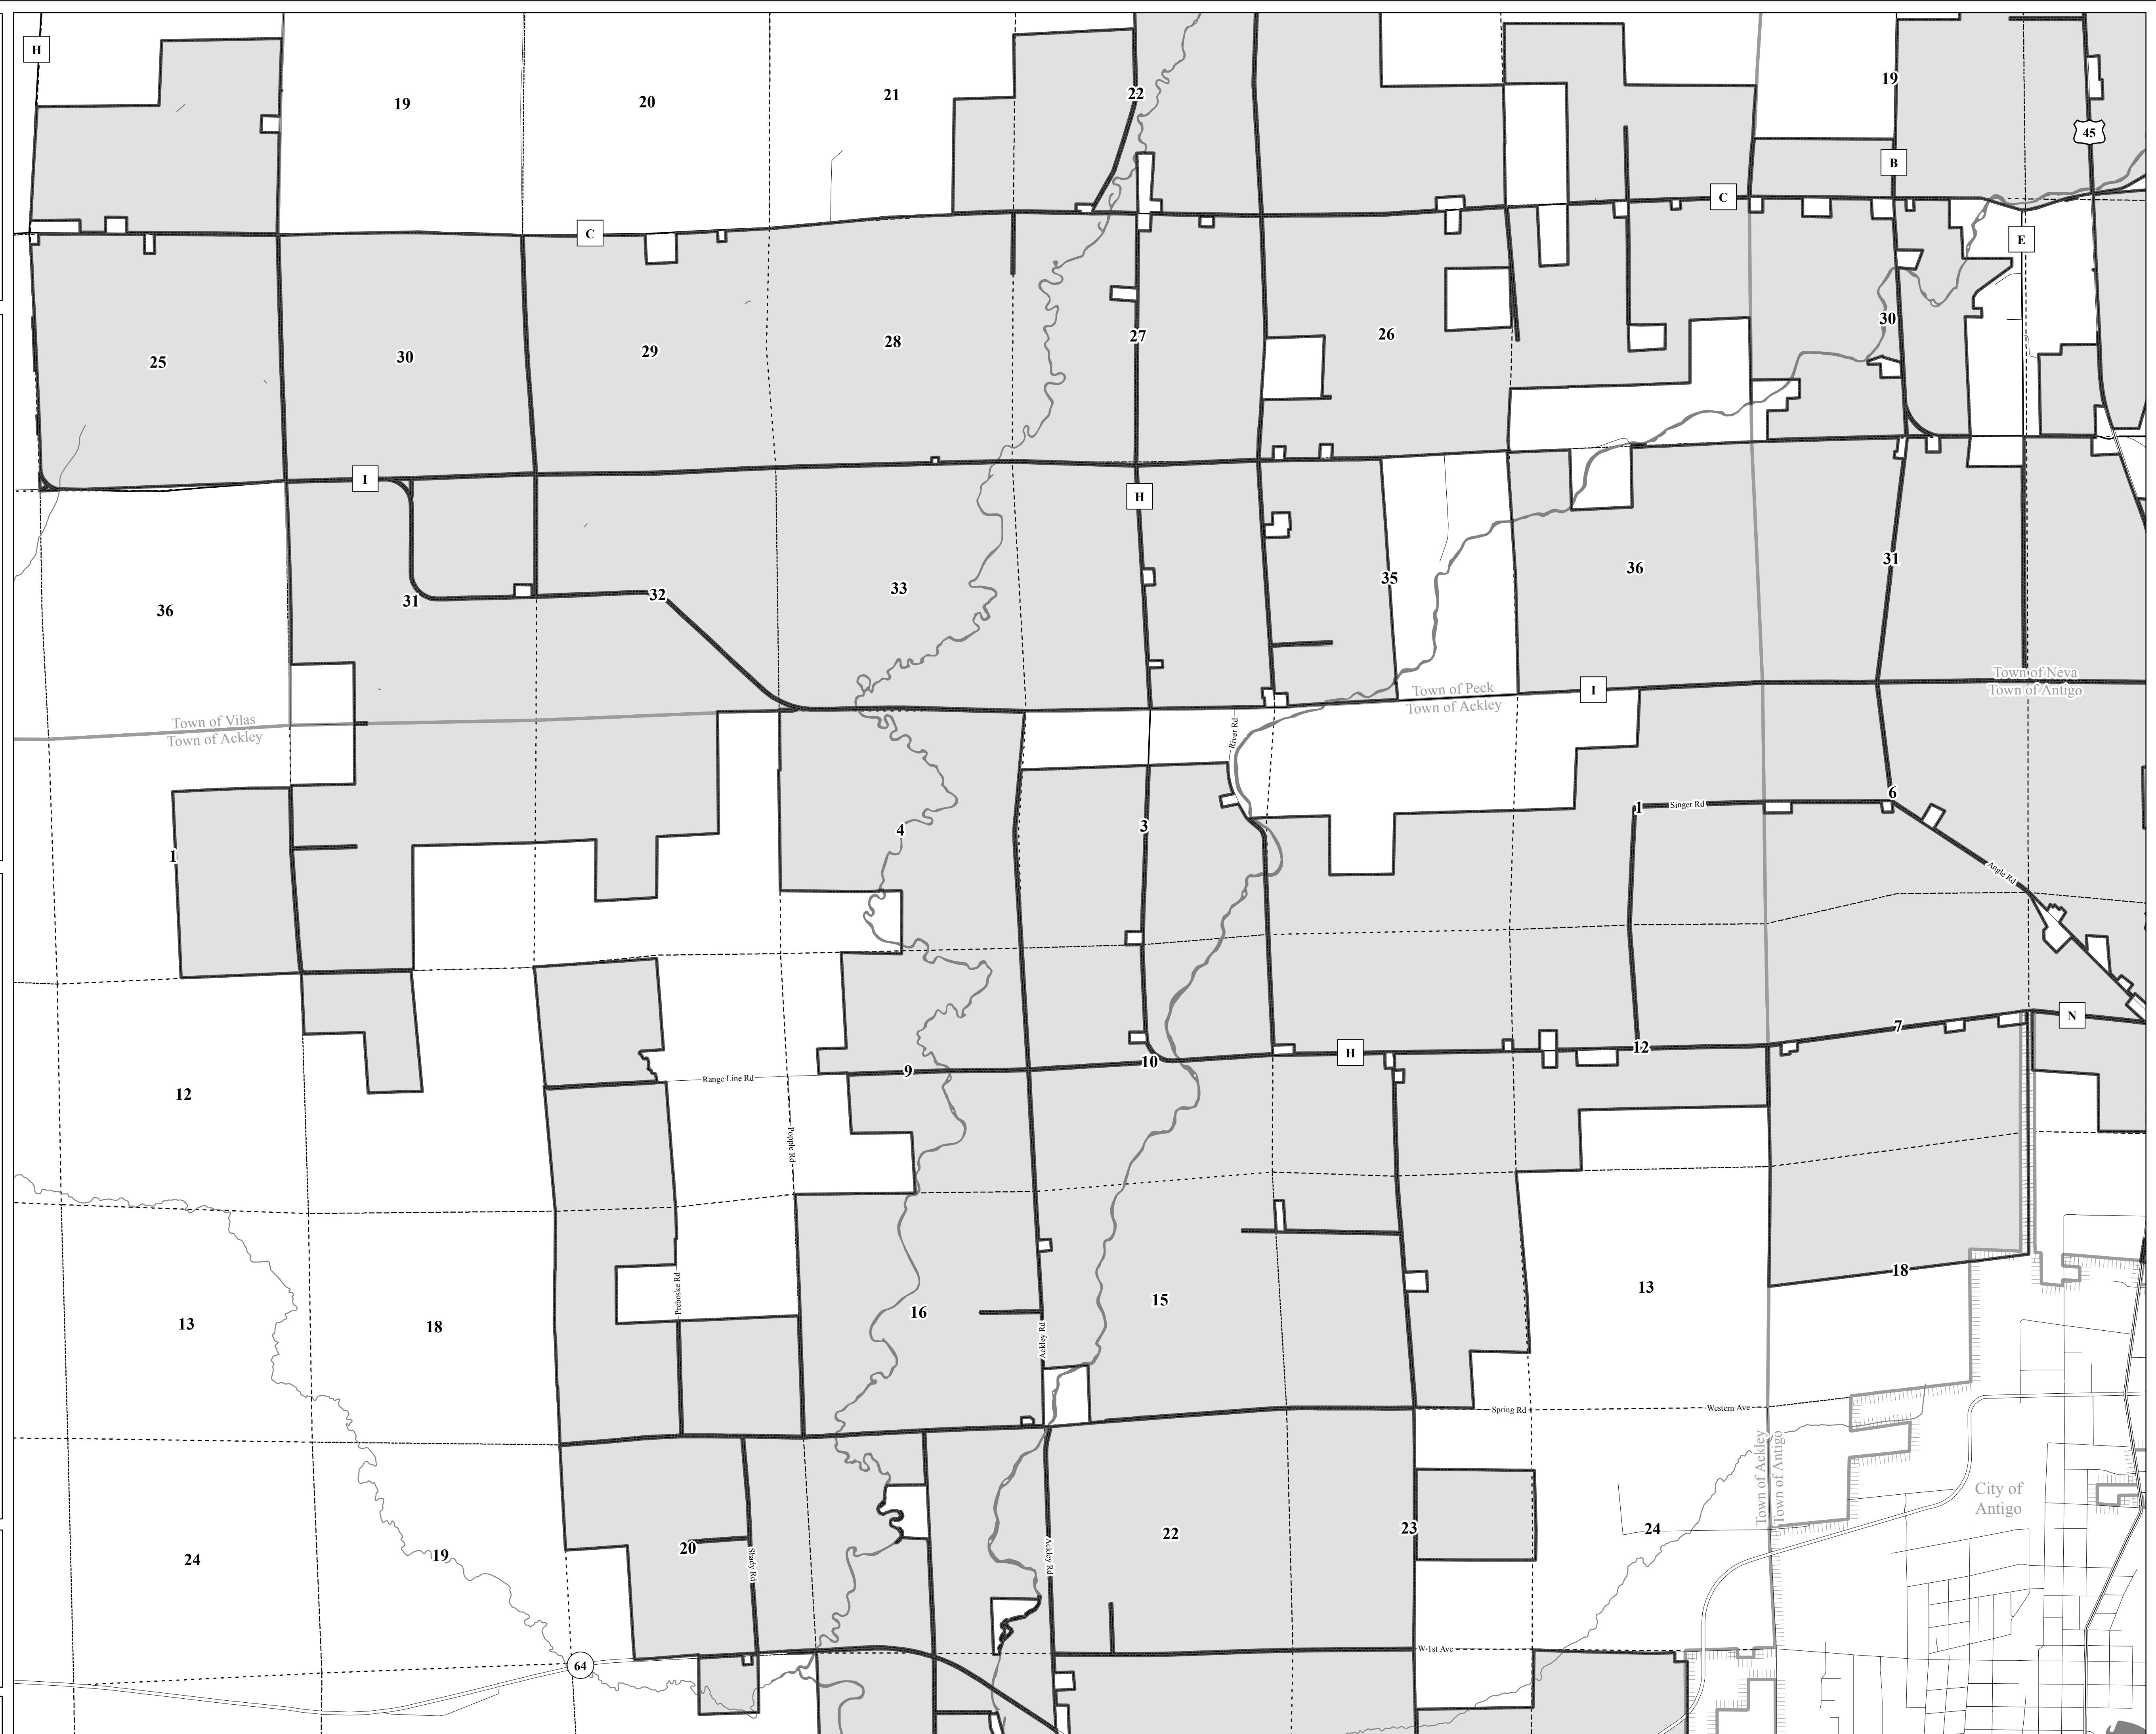 H
19
20
21
22
19
45
B
C
C
E
25
30
29
28
27
26
30
I
H
36
31
32
33
35
36
31
Town of Vilas
Town of Ackley
Town of Peck
Town of Ackley
I
Town of Neva
Town of Antigo
River Rd
1
4
3
1
Singer Rd
6
Angle Rd
12
Range Line Rd
9
10
H
12
7
N
Popple Rd
13
18
Preboske Rd
16
15
Ackley Rd
13
18
Spring Rd
Western Ave
Town of Ackley
Town of Antigo
City of
Antigo
24
19
20
Shady Rd
Ackley Rd
22
23
24
W 1st Ave
64